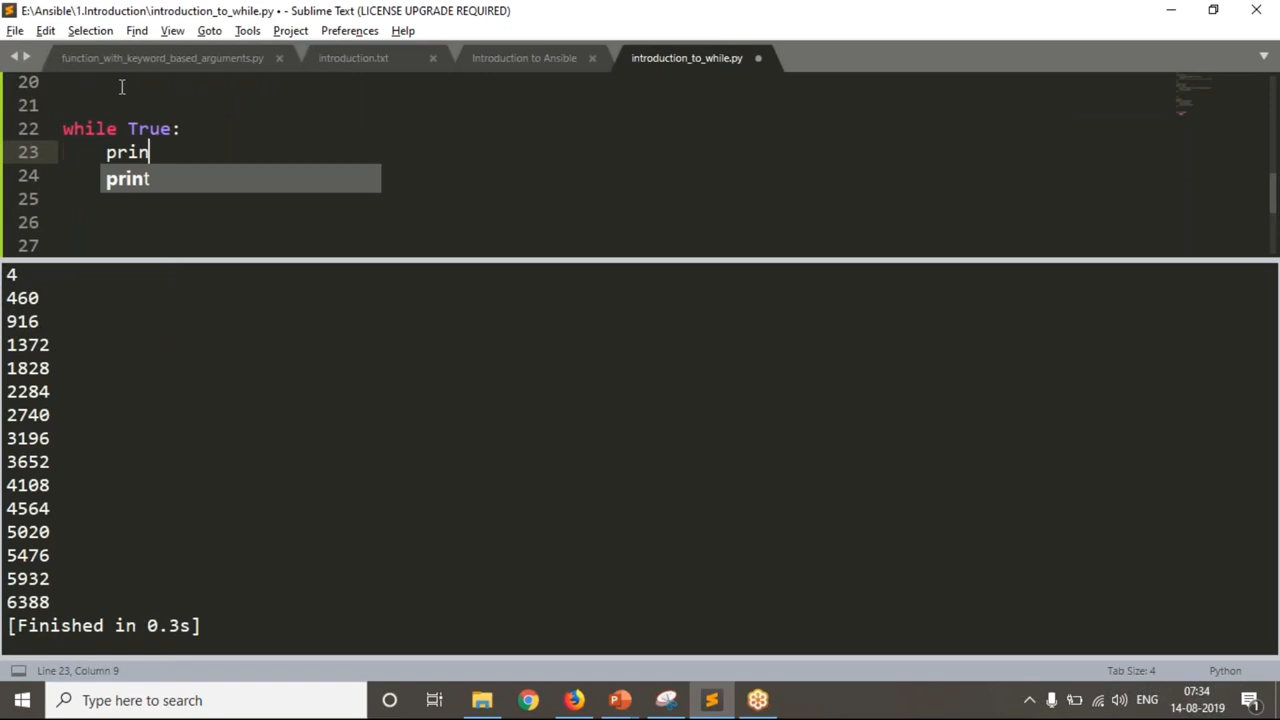 E:\Ansible\1.Introduction\introduction_to_while.py • - Sublime Text (LICENSE UPGRADE REQUIRED)
File Edit Selection Find View Goto Tools Project Preferences Help
function_with_keyword_based_arguments.py introduction.txt Introduction to Ansible introduction_to_while.py
20
21
22 while True:
23 prin
24 print
25
26
27
4
460
916
1372
1828
2284
2740
3196
3652
4108
4564
5020
5476
5932
6388
[Finished in 0.3s]
Line 23, Column 9 Tab Size: 4 Python
Type here to search ENG 07:34
14-08-2019 1